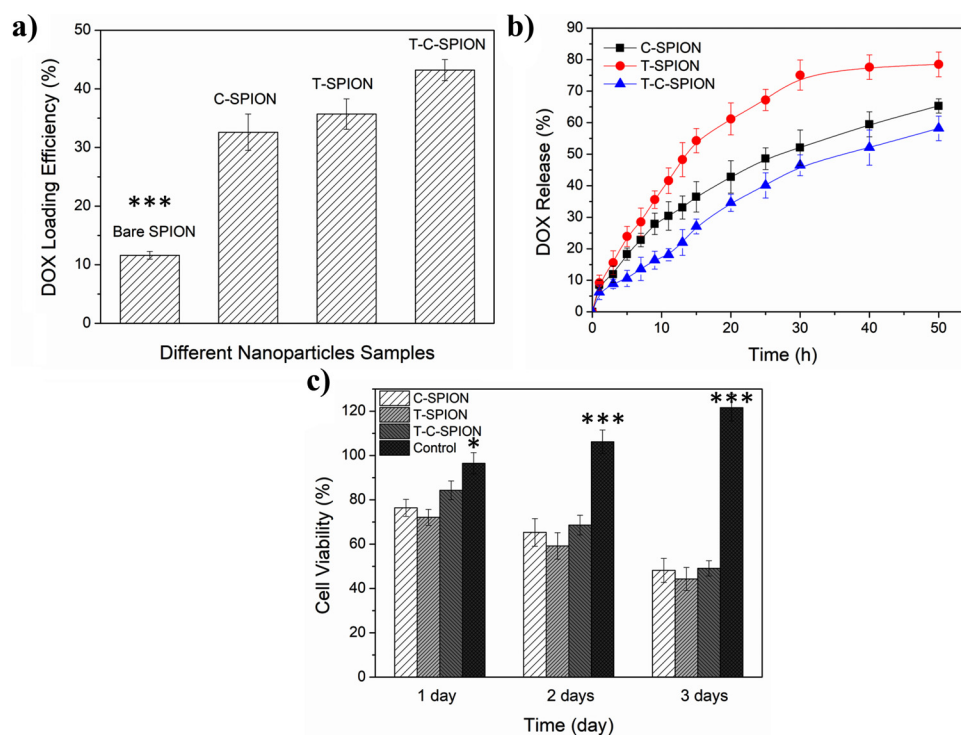 a)
DOX Loading Efficiency (%)
50
40
30
20
10
0
***
Bare SPION
C-SPION
T-SPION
T-C-SPION
Different Nanoparticles Samples
b)
DOX Release (%)
90
80
70
60
50
40
30
20
10
0
C-SPION
T-SPION
T-C-SPION
0 10 20 30 40 50
Time (h)
c)
Cell Viability (%)
120
100
80
60
40
20
0
C-SPION
T-SPION
T-C-SPION
Control
*
***
***
1 day 2 days 3 days
Time (day)